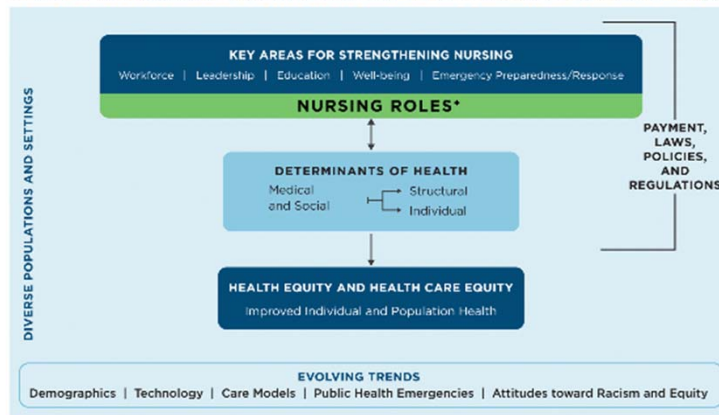 KEY AREAS FOR STRENGTHENING NURSING
Workforce | Leadership | Education | Well-being | Emergency Preparedness/Response
NURSING ROLES+
DETERMINANTS OF HEALTH
Medical
and Social
Structural
Individual
HEALTH EQUITY AND HEALTH CARE EQUITY
Improved Individual and Population Health
PAYMENT,
LAWS,
POLICIES,
AND
REGULATIONS
DIVERSE POPULATIONS AND SETTINGS
EVOLVING TRENDS
Demographics | Technology | Care Models | Public Health Emergencies | Attitudes toward Racism and Equity